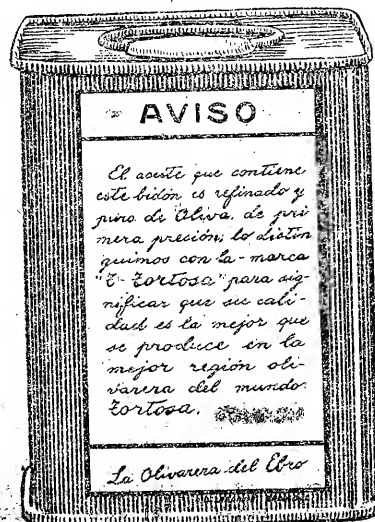 AVISO
El aceite que contiene
este bidón es refinado y
puro de Oliva, de pri
mera preción; lo distin
guimos con la - marca
"E - Tortosa" para sig-
nificar que su cali-
dad es la mejor que
se produce en la
mejor región oli-
varera del mundo:
Tortosa.
La Olivarera del Ebro